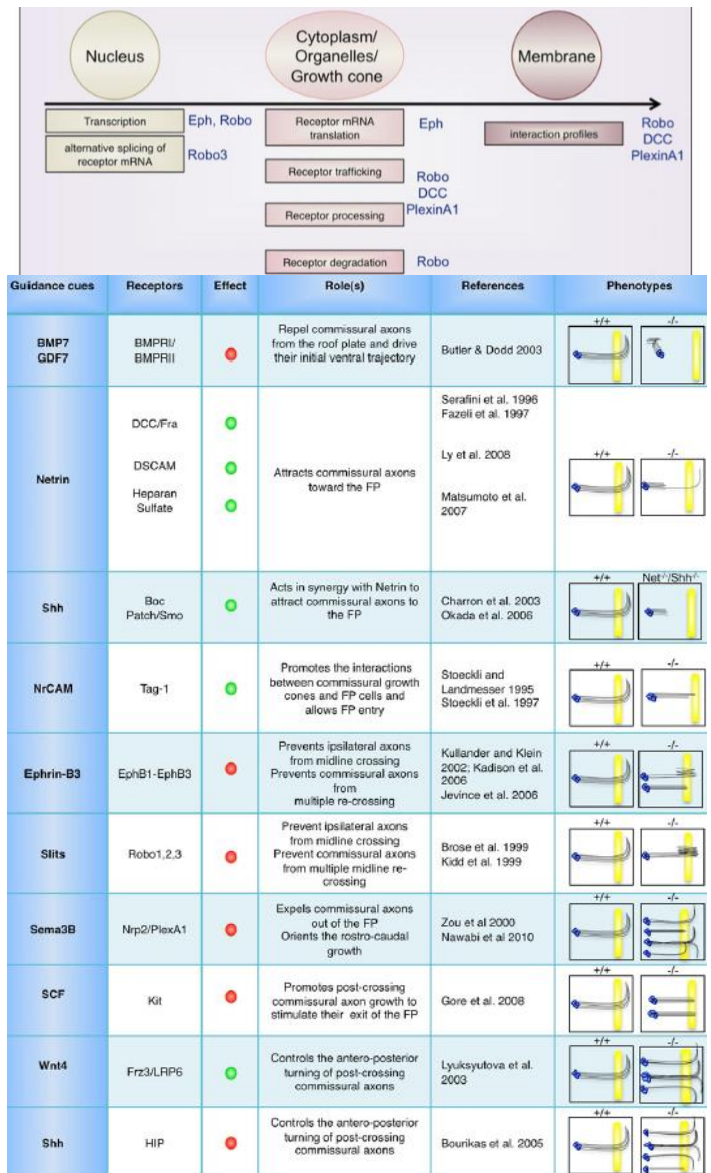 Nucleus
Cytoplasm/
Organelles/
Growth cone
Membrane
Transcription
Eph, Robo
alternative splicing of
receptor mRNA
Robo3
Receptor mRNA
translation
Eph
Receptor trafficking
Robo
DCC
PlexinA1
Receptor processing
Receptor degradation
Robo
interaction profiles
Robo
DCC
PlexinA1
Guidance cues
Receptors
Effect
Role(s)
References
Phenotypes
BMP7
GDF7
BMPRI/
BMPRII
Repel commissural axons
from the roof plate and drive
their initial ventral trajectory
Butler & Dodd 2003
+/+
-/-
Netrin
DCC/Fra
DSCAM
Heparan
Sulfate
Attracts commissural axons
toward the FP
Serafini et al. 1996
Fazeli et al. 1997
Ly et al. 2008
Matsumoto et al.
2007
+/+
-/-
Shh
Boc
Patch/Smo
Acts in synergy with Netrin to
attract commissural axons to
the FP
Charron et al. 2003
Okada et al. 2006
+/+
Net-/-/Shh-/-
NrCAM
Tag-1
Promotes the interactions
between commissural growth
cones and FP cells and
allows FP entry
Stoeckli and
Landmesser 1995
Stoeckli et al. 1997
+/+
-/-
Ephrin-B3
EphB1-EphB3
Prevents ipsilateral axons
from midline crossing
Prevents commissural axons
from
multiple re-crossing
Kullander and Klein
2002; Kadison et al.
2006
Jevince et al. 2006
+/+
-/-
Slits
Robo1,2,3
Prevent ipsilateral axons
from midline crossing
Prevent commissural axons
from multiple midline re-
crossing
Brose et al. 1999
Kidd et al. 1999
+/+
-/-
Sema3B
Nrp2/PlexA1
Expels commissural axons
out of the FP
Orients the rostro-caudal
growth
Zou et al 2000
Nawabi et al 2010
+/+
-/-
SCF
Kit
Promotes post-crossing
commissural axon growth to
stimulate their exit of the FP
Gore et al. 2008
+/+
-/-
Wnt4
Frz3/LRP6
Controls the antero-posterior
turning of post-crossing
commissural axons
Lyuksyutova et al.
2003
+/+
-/-
Shh
HIP
Controls the antero-posterior
turning of post-crossing
commissural axons
Bourikas et al. 2005
+/+
-/-